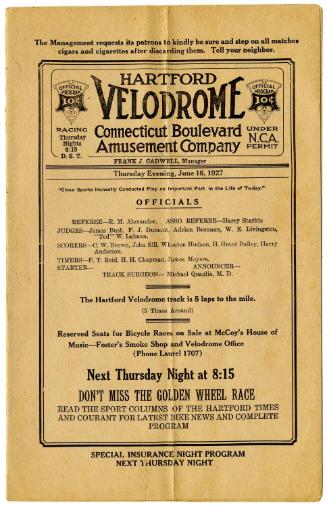 The Management requests its patrons to kindly be sure and step on all matches
cigars and cigarettes after discarding them. Tell your neighbor.
HARTFORD
VELODROME
Connecticut Boulevard
Amusement Company
FRANK J. CADWELL, Manager
OFFICIAL
PROGRAM
10¢
RACING
Thursday
Nights
8:15
D. S. T.
OFFICIAL
PROGRAM
10¢
UNDER
N.C.A.
PERMIT
Thursday Evening, June 16, 1927
"Clean Sports Honestly Conducted Play an Important Part in the Life of Today."
OFFICIALS
REFEREE—R. M. Alexander, ASSO. REFEREE—Harry Starkie
JUDGES—James Bush, F. J. Dumont, Adrien Brennan, W. E. Livingston,
"Ted" W. Laiman.
SCORERS—C. W. Brown, John Sill, Winston Hudson, H. Grant Bailey, Harry
Anderson.
TIMERS—F. T. Reid, H. H. Chapman, James Moyers,
STARTER— ANNOUNCER—
TRACK SURGEON— Michael Quaglia, M. D.
The Hartford Velodrome track is 5 laps to the mile.
(5 Times Around)
Reserved Seats for Bicycle Races on Sale at McCoy's House of
Music—Foster's Smoke Shop and Velodrome Office
(Phone Laurel 1707)
Next Thursday Night at 8:15
DON'T MISS THE GOLDEN WHEEL RACE
READ THE SPORT COLUMNS OF THE HARTFORD TIMES
AND COURANT FOR LATEST BIKE NEWS AND COMPLETE
PROGRAM
SPECIAL INSURANCE NIGHT PROGRAM
NEXT THURSDAY NIGHT